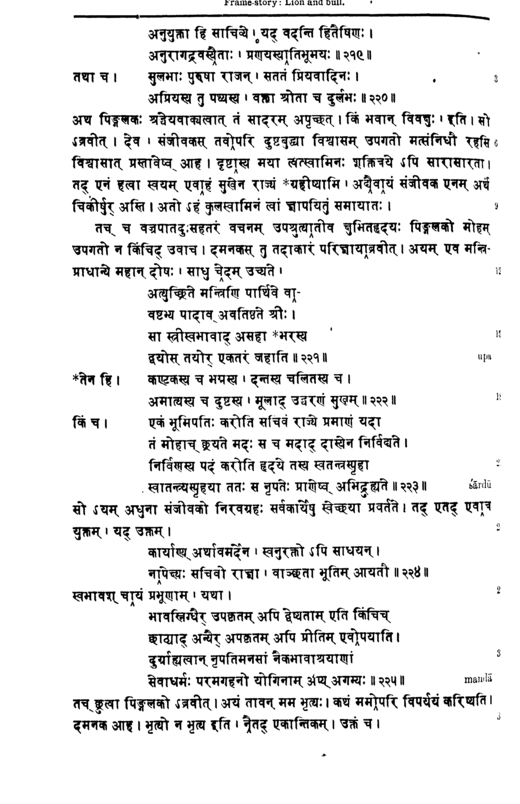 Frame-story: Lion and bull.
अनुयुक्ता हि साचिव्ये । यद् वदन्ति हितैषिणः ।
अनुरागद्रवस्यैताः । प्रणयस्यातिभूमयः ॥ २१९॥
तथा च । सुलभाः पुरुषा राजन् । सततं प्रियवादिनः । 3
अप्रियस्य तु पथ्यस्य । वक्ता श्रोता च दुर्लभः ॥ २२०॥
अथ पिङ्गलकः श्रद्धेयवाक्यत्वात् तं सादरम् अपृच्छत् । किं भवान् विवक्षुः । इति । सो
ऽब्रवीत् । देव । संजीवकस् तवोपरि दुष्टबुद्ध्या विश्वासम् उपगतो मत्संनिधौ रहसि 6
विश्वासात् प्रस्तावेष्व् आह । दृष्टास्य मया त्वत्स्वामिनः शक्तित्रये ऽपि सारासारता ।
तद् एनं हत्वा स्वयम् एवाहं सुखेन राज्यं *ग्रहीष्यामि । अद्यैवायं संजीवक एनम् अर्थं
चिकीर्षुर् अस्ति । अतो ऽहं कुलस्वामिनं त्वां ज्ञापयितुं समायातः । 9
तच् च वज्रपातदुःसहतरं वचनम् उपश्रुत्यातीव क्षुभितहृदयः पिङ्गलको मोहम्
उपगतो न किंचिद् उवाच । दमनकस् तु तदाकारं परिज्ञायाब्रवीत् । अयम् एव मन्त्रि-
प्राधान्ये महान् दोषः । साधु चेदम् उच्यते । 12
अत्युच्छ्रिते मन्त्रिणि पार्थिवे वा-
वष्टभ्य पादाव् अवतिष्ठते श्रीः ।
सा स्त्रीस्वभावाद् असहा *भरस्य
द्वयोस् तयोर् एकतरं जहाति ॥ २२१॥ upa
*तेन हि । कण्टकस्य च भग्नस्य । दन्तस्य चलितस्य च ।
अमात्यस्य च दुष्टस्य । मूलाद् उद्धरणं सुखम् ॥ २२२॥
किं च । एकं भूमिपतिः करोति सचिवं राज्ये प्रमाणं यदा
तं मोहाच् छ्रयते मदः स च मदाद् दास्येन निर्विद्यते ।
निर्विण्णस्य पदं करोति हृदये तस्य स्वतन्त्रस्पृहा
स्वातन्त्र्यस्पृहया ततः स नृपतेः प्राणेष्व् अभिद्रुह्यते ॥ २२३॥ śārdū
सो ऽयम् अधुना संजीवको निरवग्रहः सर्वकार्येषु स्वेच्छया प्रवर्तते । तद् एतद् एवात्र
युक्तम् । यद् उक्तम् ।
कार्याण्य् अर्थावमर्देन । स्वनुरक्तो ऽपि साधयन् ।
नापेक्ष्यः सचिवो राज्ञा । वाञ्छता भूतिम् आयतौ ॥ २२४॥
स्वभावश् चायं प्रभूणाम् । यथा ।
भावस्निग्धैर् उपकृतम् अपि द्वेष्यताम् एति किंचिच्
छाठ्याद् अन्यैर् अपकृतम् अपि प्रीतिम् एवोपयाति ।
दुर्ग्राह्यत्वान् नृपतिमनसां नैकभावाश्रयाणां 3
सेवाधर्मः परमगहनो योगिनाम् अप्य् अगम्यः ॥ २२५॥ mandā
तच् छ्रुत्वा पिङ्गलको ऽब्रवीत् । अयं तावन् मम भृत्यः । कथं ममोपरि विपर्ययं करिष्यति ।
दमनक आह । भृत्यो न भृत्य इति । नैतद् एकान्तिकम् । उक्तं च ।